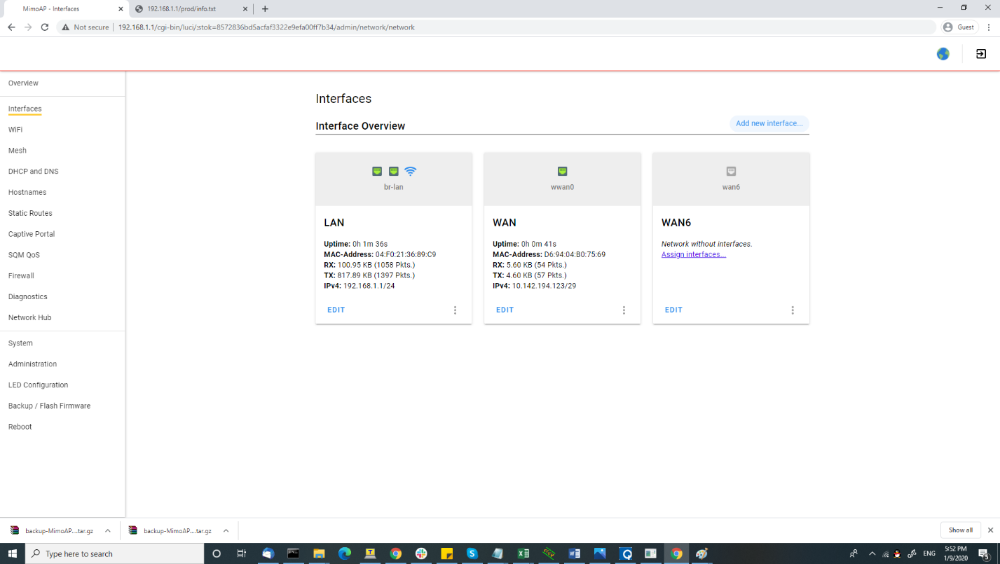 MimoAP - Interfaces
192.168.1.1/prod/info.txt
Not secure
192.168.1.1/cgi-bin/luci/;stok=8572836bd5acfaf3322e9efa00ff7b34/admin/network/network
Guest
Overview
Interfaces
WiFi
Mesh
DHCP and DNS
Hostnames
Static Routes
Captive Portal
SQM QoS
Firewall
Diagnostics
Network Hub
System
Administration
LED Configuration
Backup / Flash Firmware
Reboot
Interfaces
Interface Overview
Add new interface...
br-lan
LAN
Uptime: 0h 1m 36s
MAC-Address: 04:F0:21:36:89:C9
RX: 100.95 KB (1058 Pkts.)
TX: 817.89 KB (1397 Pkts.)
IPv4: 192.168.1.1/24
EDIT
wwan0
WAN
Uptime: 0h 0m 41s
MAC-Address: D6:94:04:B0:75:69
RX: 5.60 KB (54 Pkts.)
TX: 4.60 KB (57 Pkts.)
IPv4: 10.142.194.123/29
EDIT
wan6
WAN6
Network without interfaces.
Assign interfaces...
EDIT
backup-MimoAP....tar.gz
backup-MimoAP....tar.gz
Show all
Type here to search
ENG
5:52 PM
1/9/2020
5